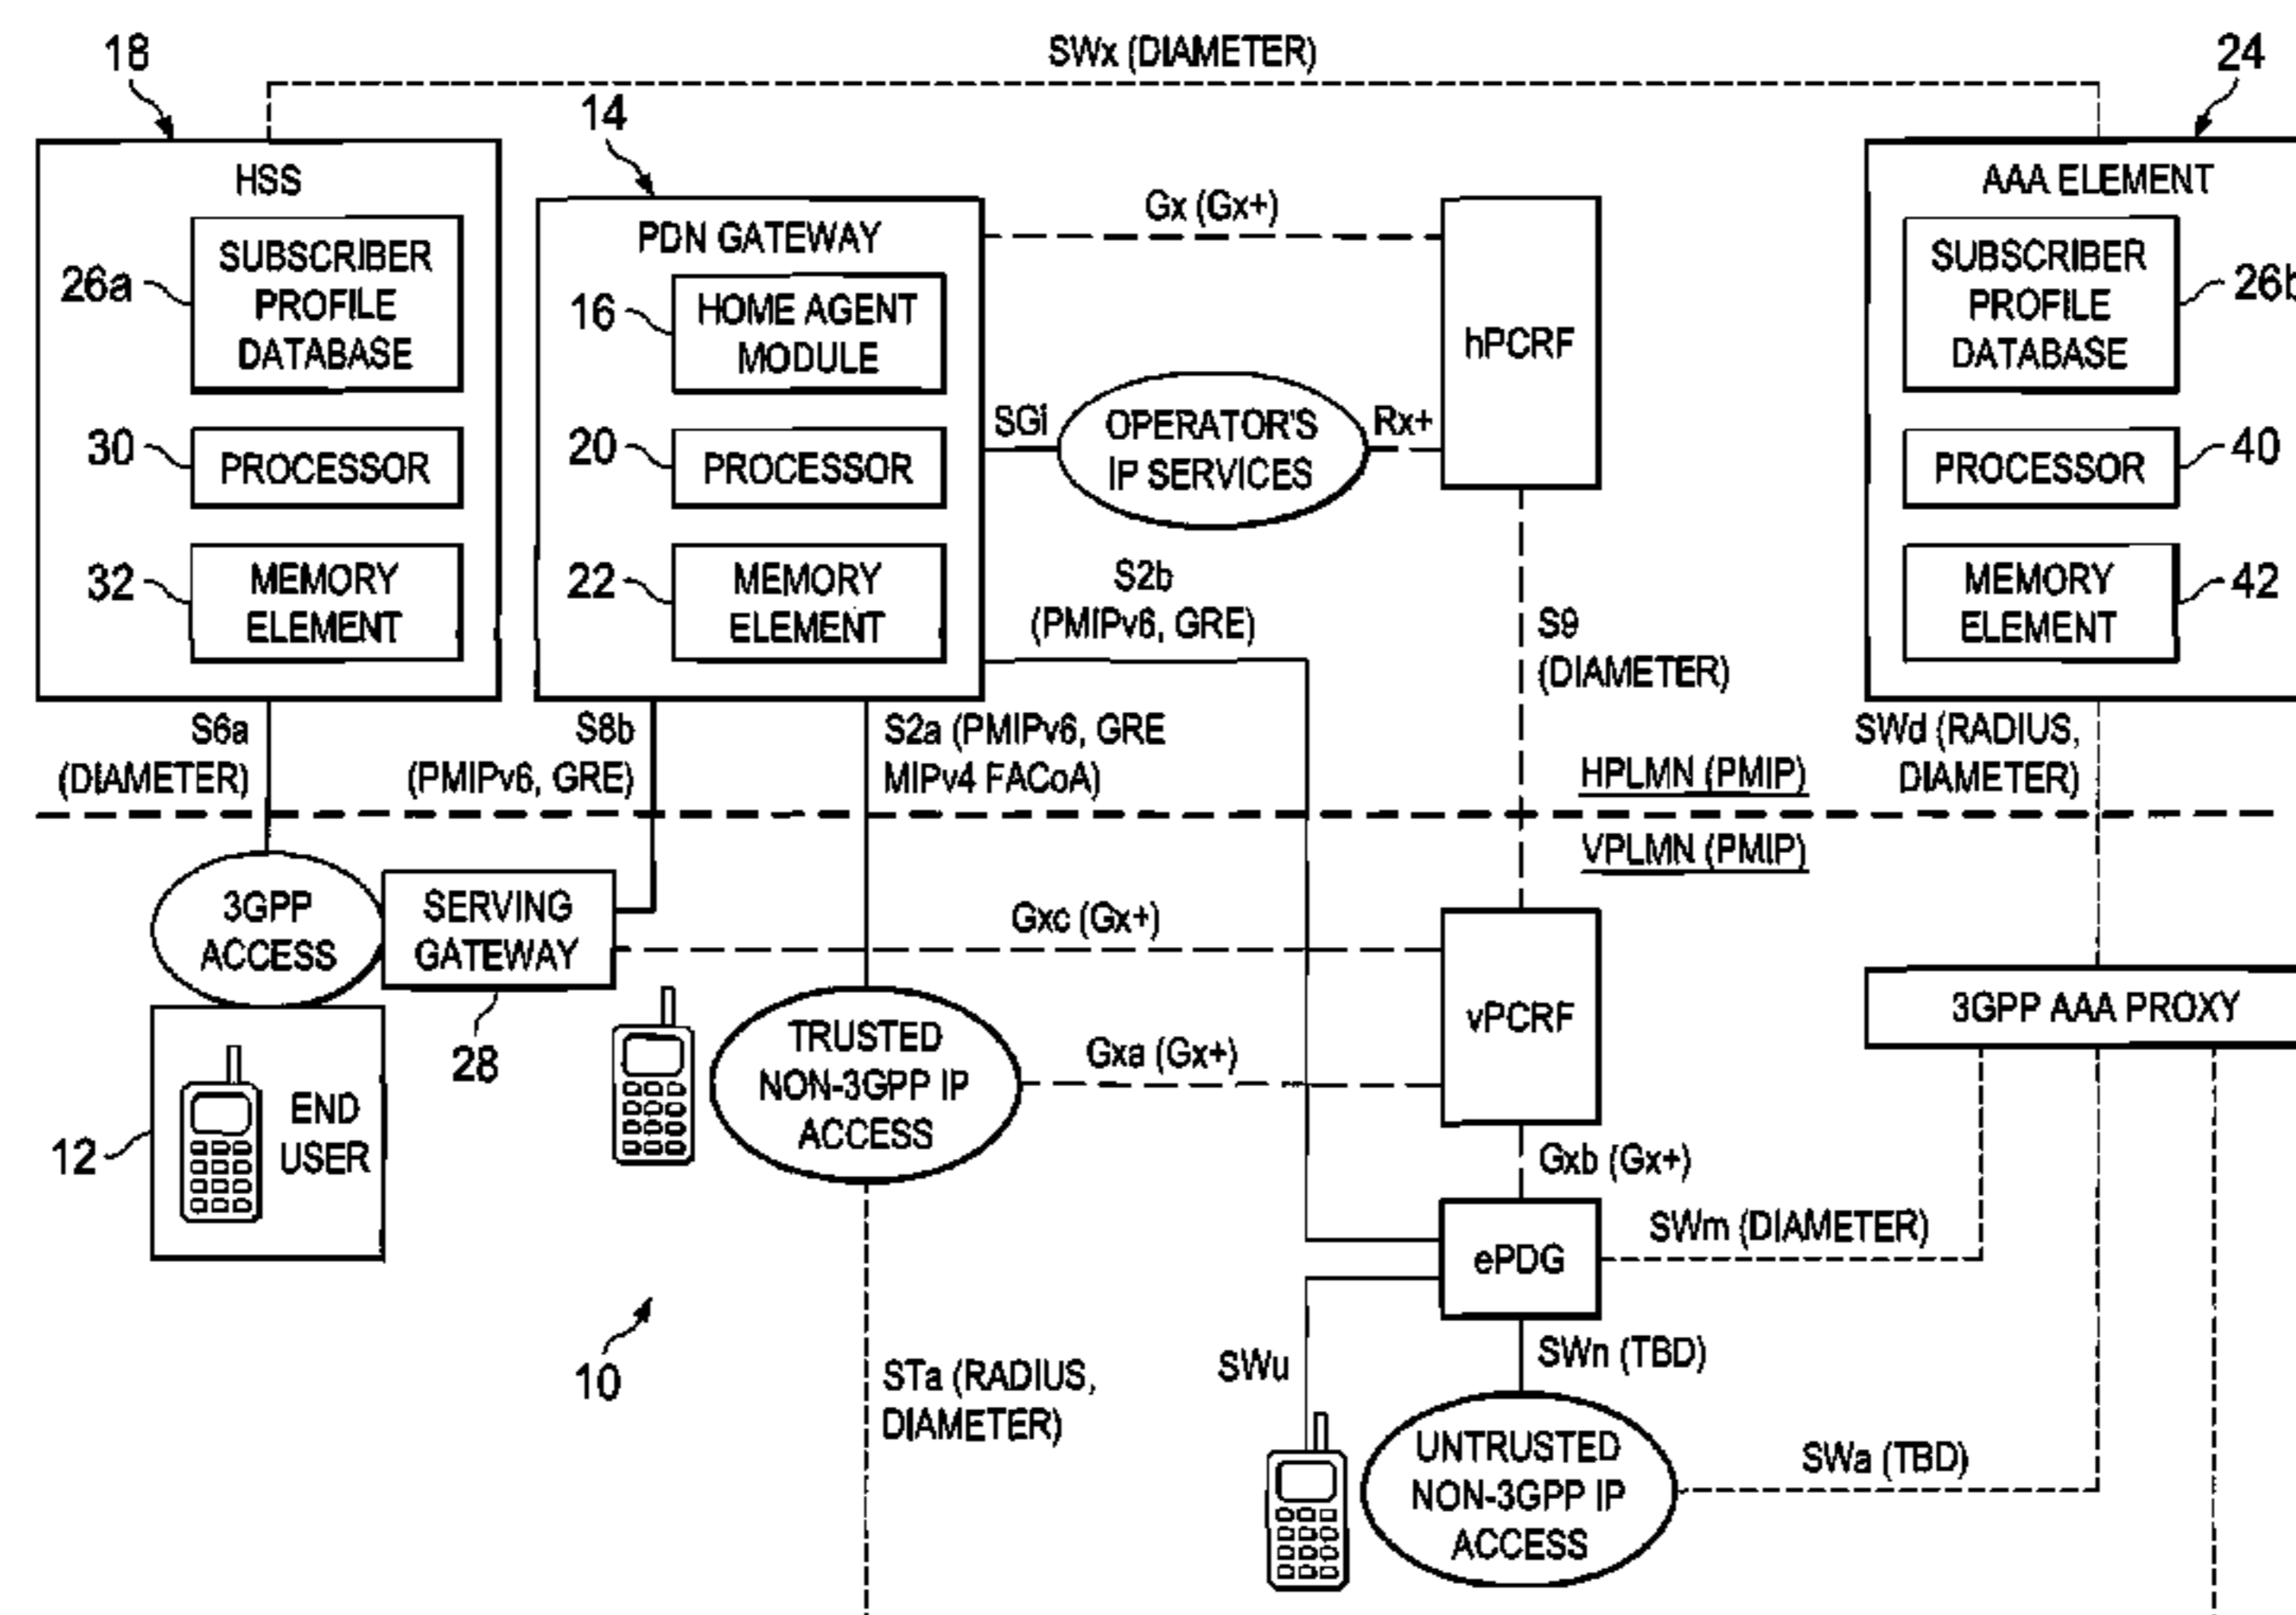 SWx (DIAMETER)
18
14
24
HSS
SUBSCRIBER
PROFILE
DATABASE
26a
30
PROCESSOR
32
MEMORY
ELEMENT
PDN GATEWAY
16
HOME AGENT
MODULE
20
PROCESSOR
22
MEMORY
ELEMENT
Gx (Gx+)
hPCRF
SGi
OPERATOR'S
IP SERVICES
Rx+
S2b
(PMIPv6, GRE)
S9
(DIAMETER)
AAA ELEMENT
SUBSCRIBER
PROFILE
DATABASE
26b
PROCESSOR
40
MEMORY
ELEMENT
42
S6a
(DIAMETER)
S8b
(PMIPv6, GRE)
S2a (PMIPv6, GRE
MIPv4 FACoA)
HPLMN (PMIP)
SWd (RADIUS,
DIAMETER)
VPLMN (PMIP)
3GPP
ACCESS
SERVING
GATEWAY
28
Gxc (Gx+)
vPCRF
3GPP AAA PROXY
12
END
USER
TRUSTED
NON-3GPP IP
ACCESS
Gxa (Gx+)
Gxb (Gx+)
ePDG
SWm (DIAMETER)
10
STa (RADIUS,
DIAMETER)
SWu
SWn (TBD)
UNTRUSTED
NON-3GPP IP
ACCESS
SWa (TBD)